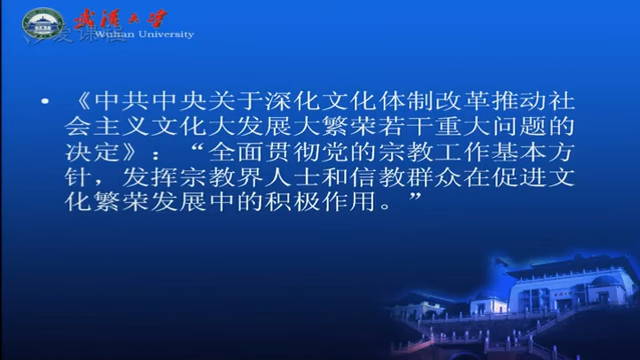 武汉大学
Wuhan University
爱课程
• 《中共中央关于深化文化体制改革推动社
会主义文化大发展大繁荣若干重大问题的
决定》：“全面贯彻党的宗教工作基本方
针，发挥宗教界人士和信教群众在促进文
化繁荣发展中的积极作用。”